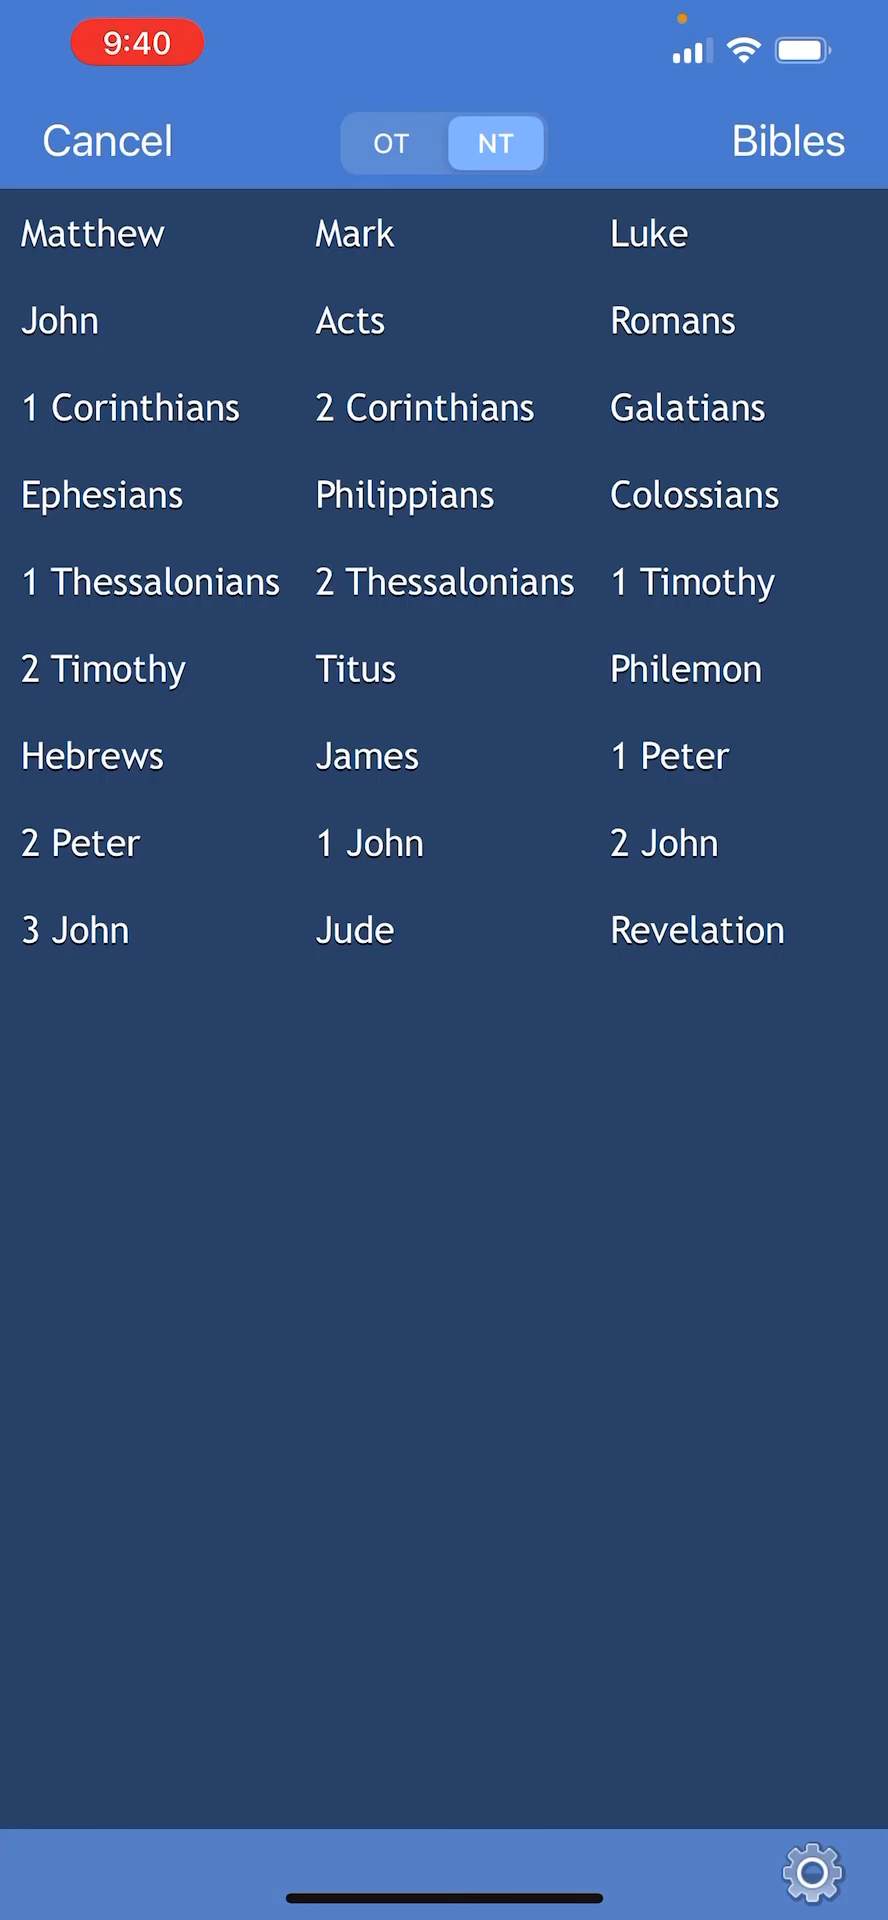 9:40
Cancel OT NT Bibles
Matthew Mark Luke
John Acts Romans
1 Corinthians 2 Corinthians Galatians
Ephesians Philippians Colossians
1 Thessalonians 2 Thessalonians 1 Timothy
2 Timothy Titus Philemon
Hebrews James 1 Peter
2 Peter 1 John 2 John
3 John Jude Revelation